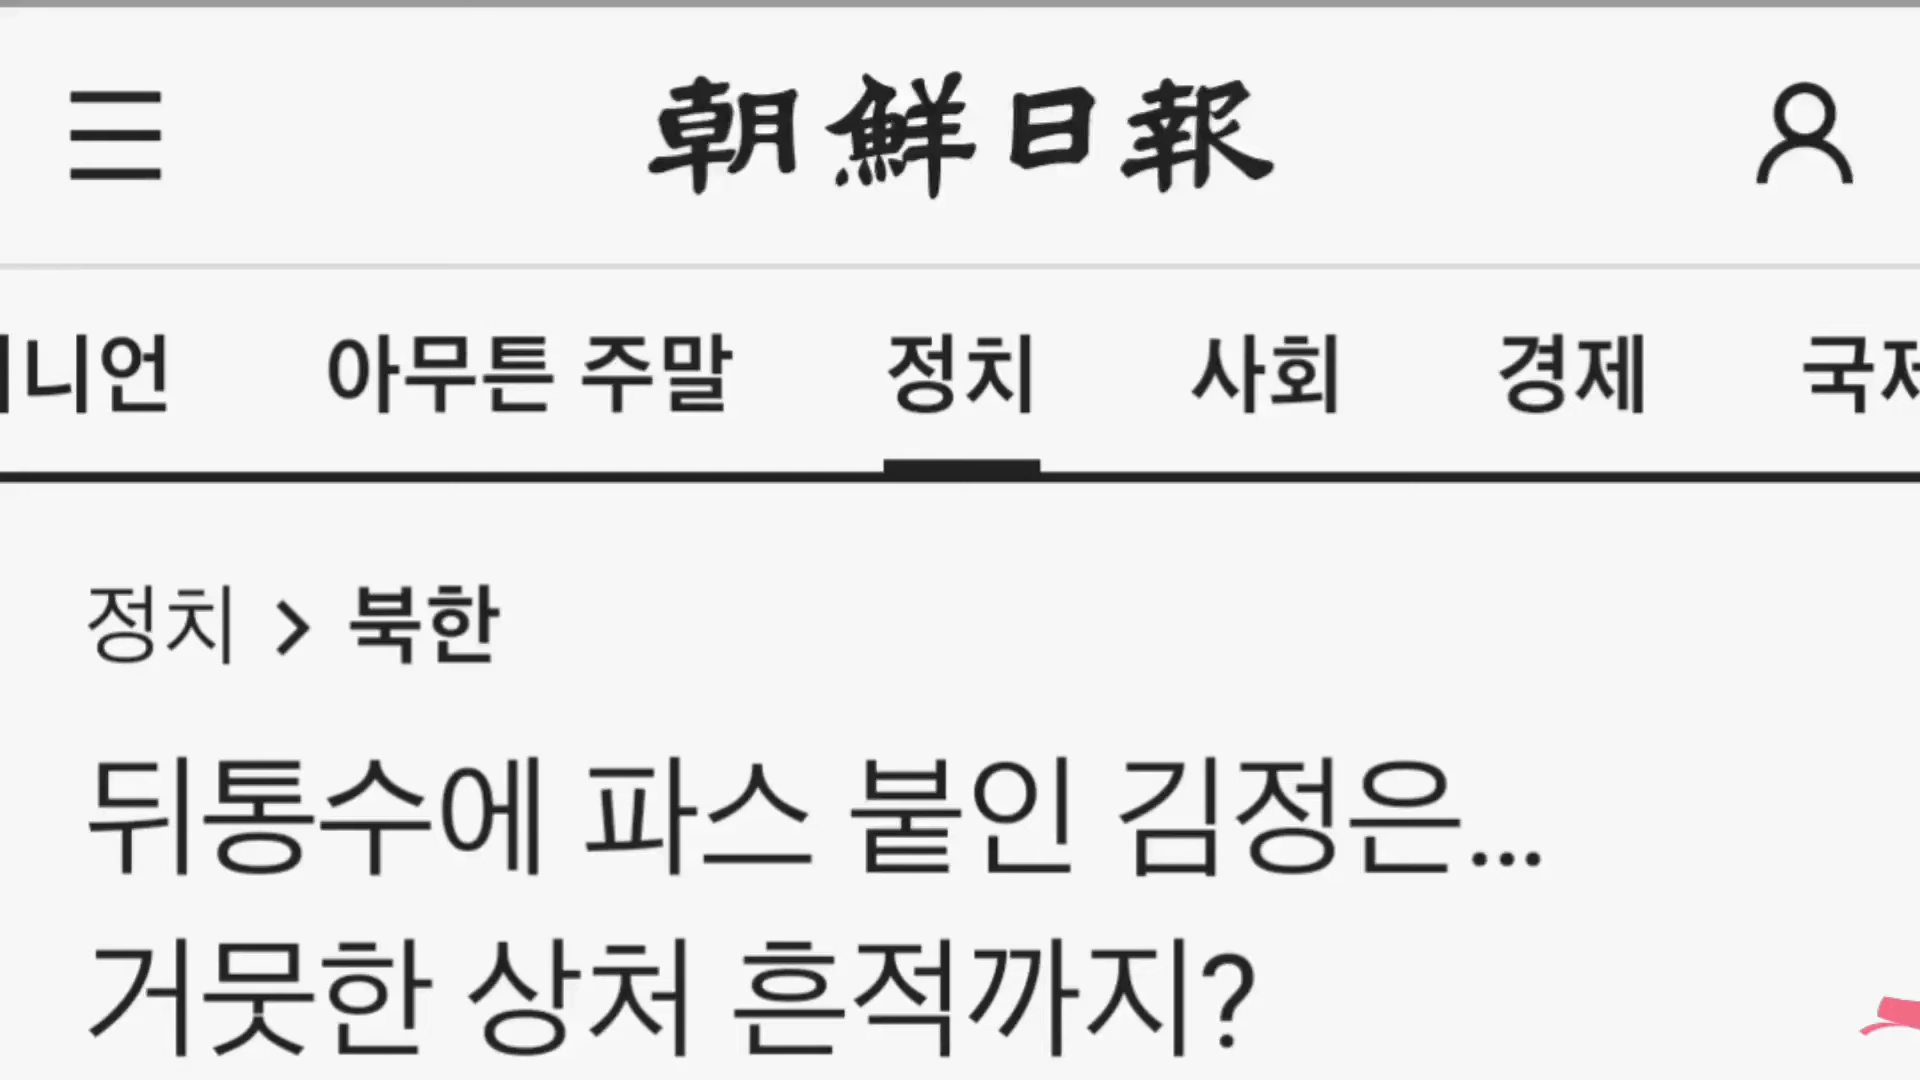 朝鮮日報
니언 아무튼 주말 정치 사회 경제 국제
정치 > 북한
뒤통수에 파스 붙인 김정은...
거뭇한 상처 흔적까지?